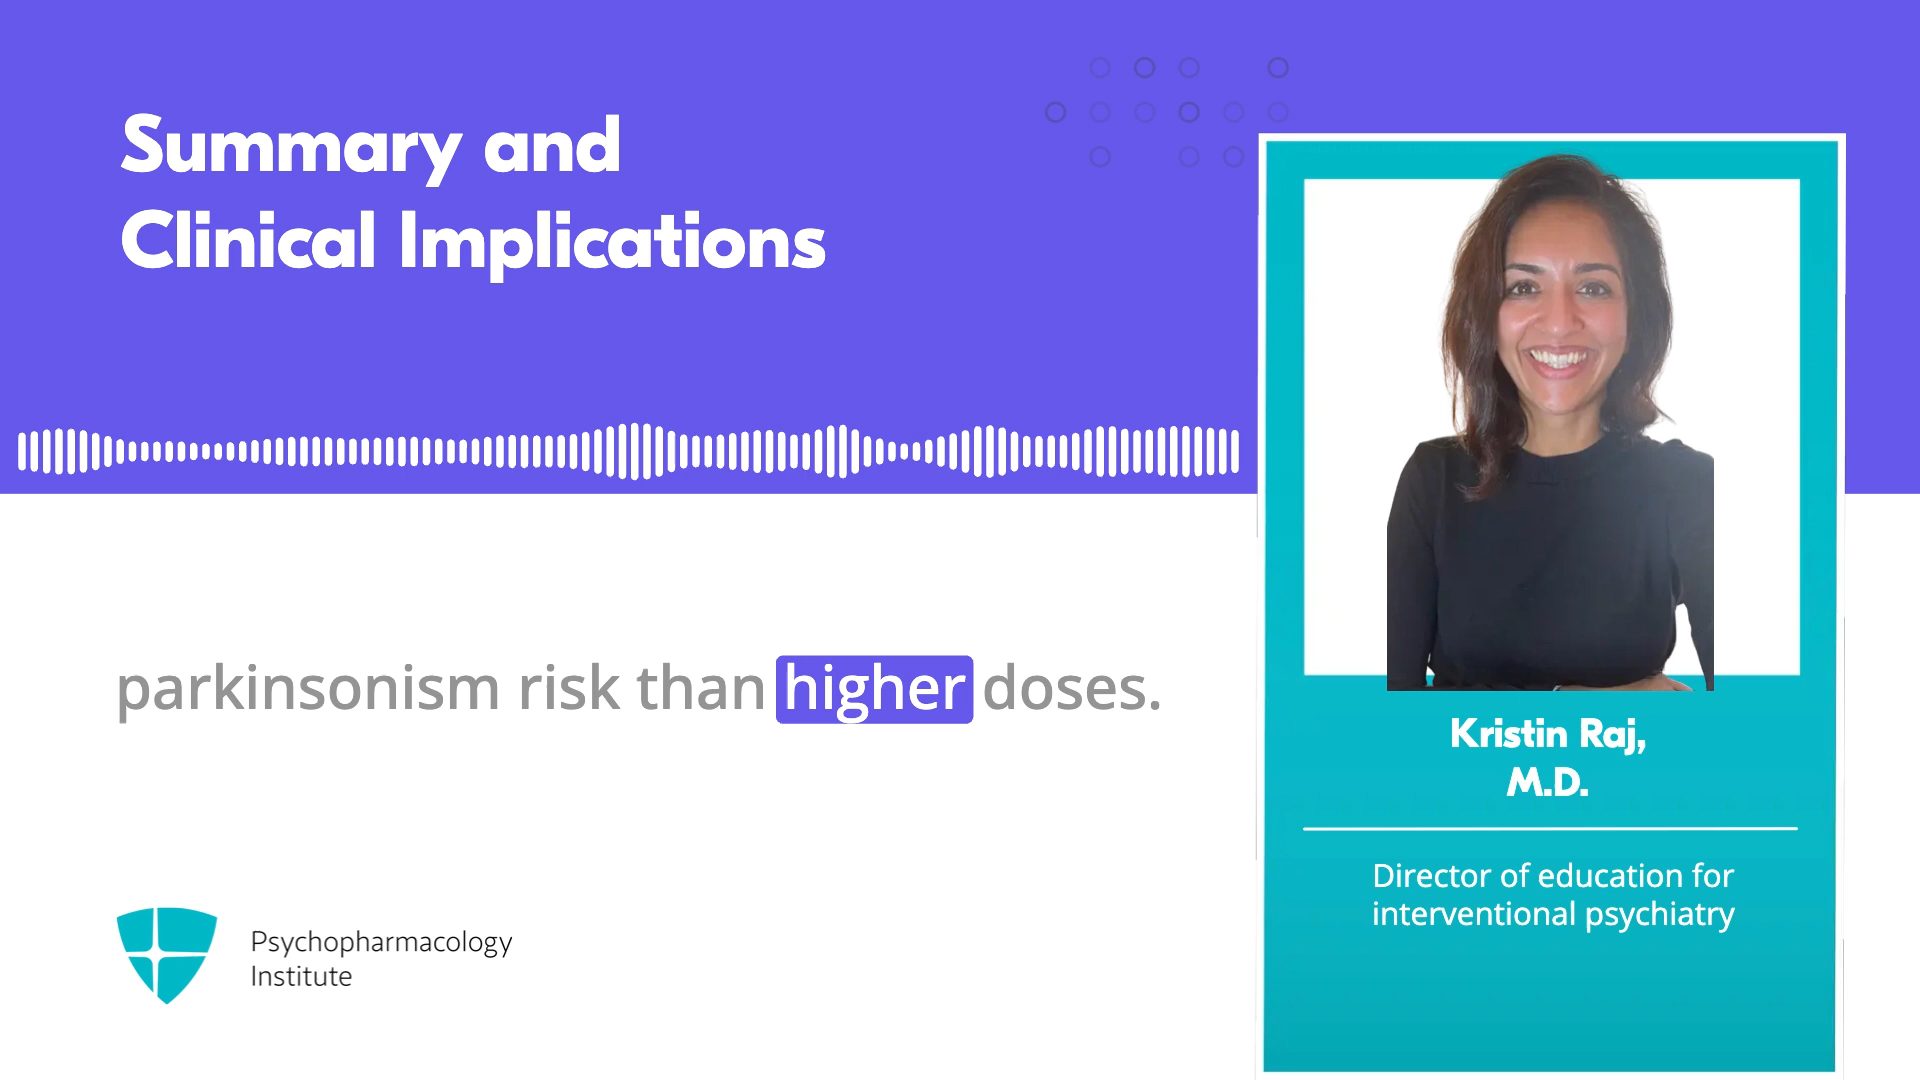 Summary and
Clinical Implications
parkinsonism risk than higher doses.
Psychopharmacology
Institute
Kristin Raj,
M.D.
Director of education for
interventional psychiatry